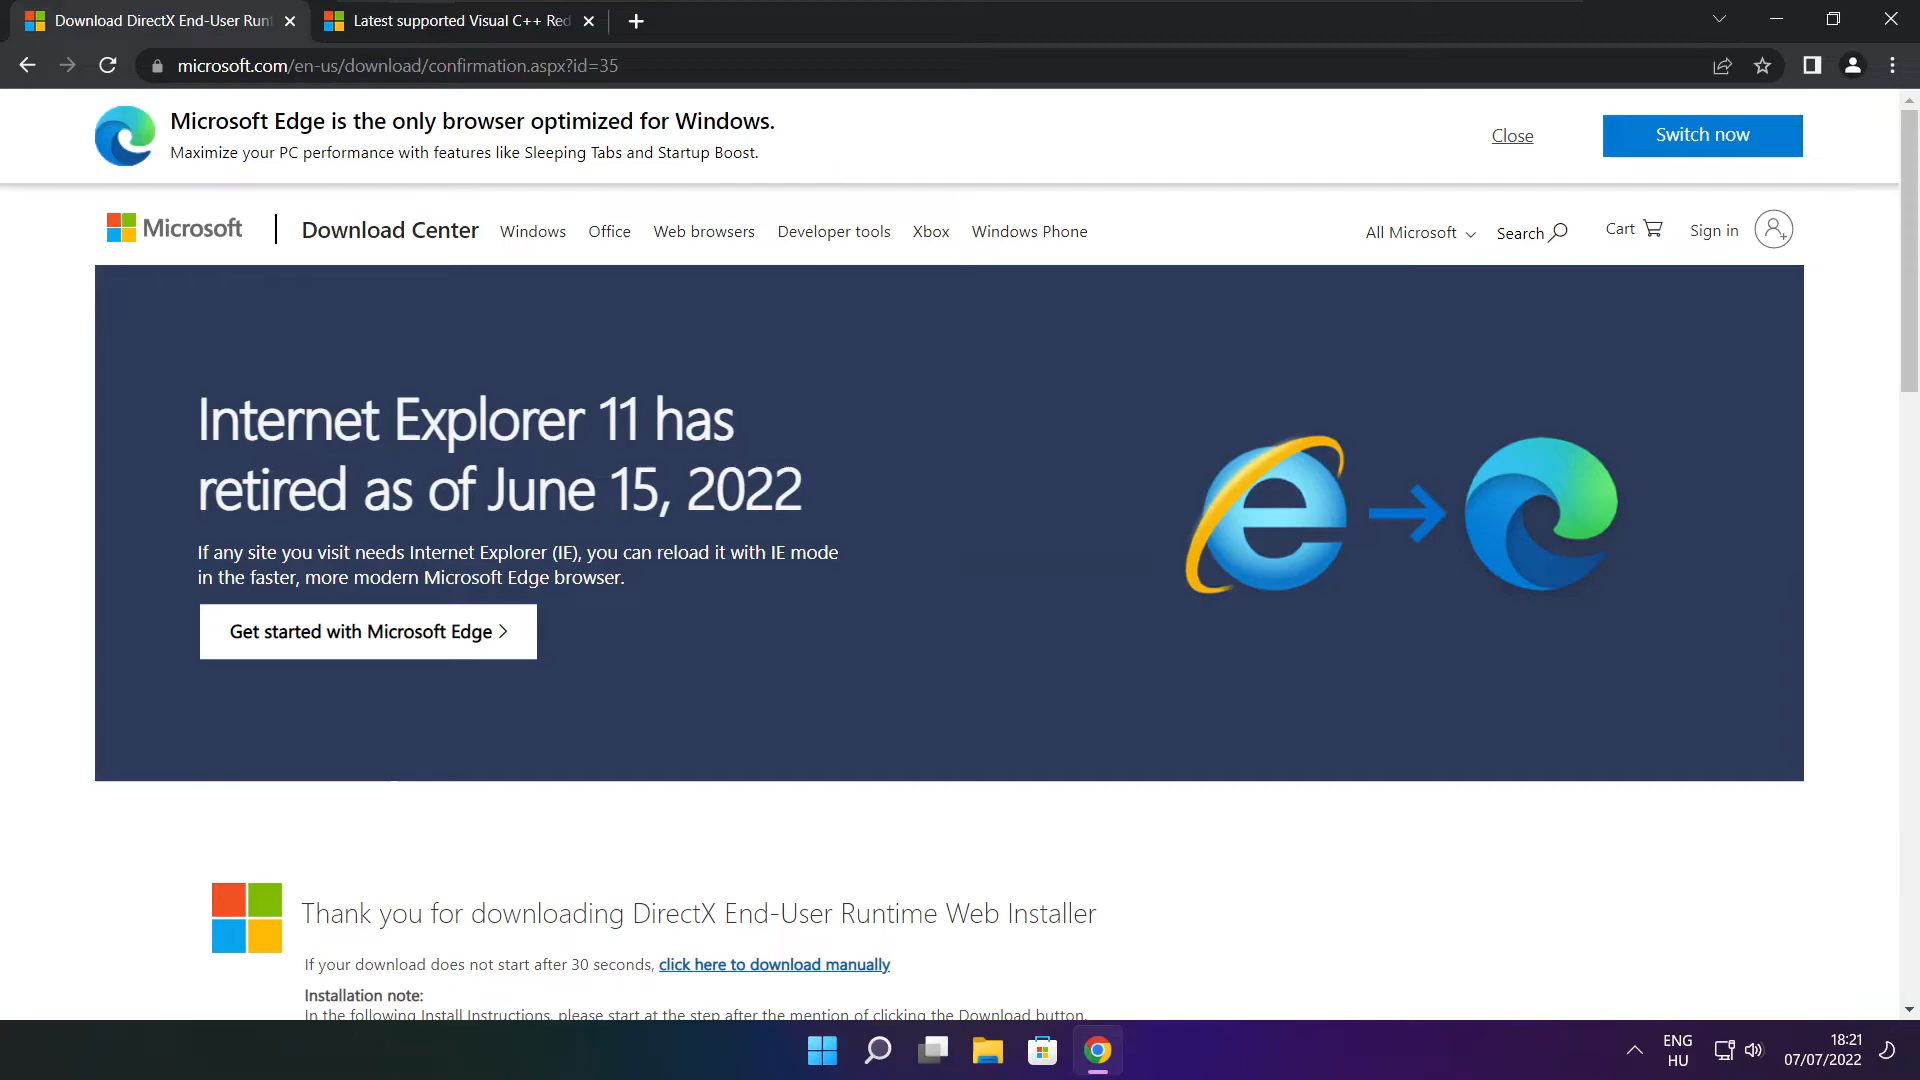 Download DirectX End-User Runt
Latest supported Visual C++ Red
microsoft.com/en-us/download/confirmation.aspx?id=35
Microsoft Edge is the only browser optimized for Windows.
Maximize your PC performance with features like Sleeping Tabs and Startup Boost.
Close
Switch now
Microsoft
Download Center
Windows
Office
Web browsers
Developer tools
Xbox
Windows Phone
All Microsoft
Search
Cart
Sign in
Internet Explorer 11 has
retired as of June 15, 2022
If any site you visit needs Internet Explorer (IE), you can reload it with IE mode
in the faster, more modern Microsoft Edge browser.
Get started with Microsoft Edge >
Thank you for downloading DirectX End-User Runtime Web Installer
If your download does not start after 30 seconds, click here to download manually
Installation note:
In the following Install Instructions, please start at the step after the mention of clicking the Download button.
ENG
HU
18:21
07/07/2022